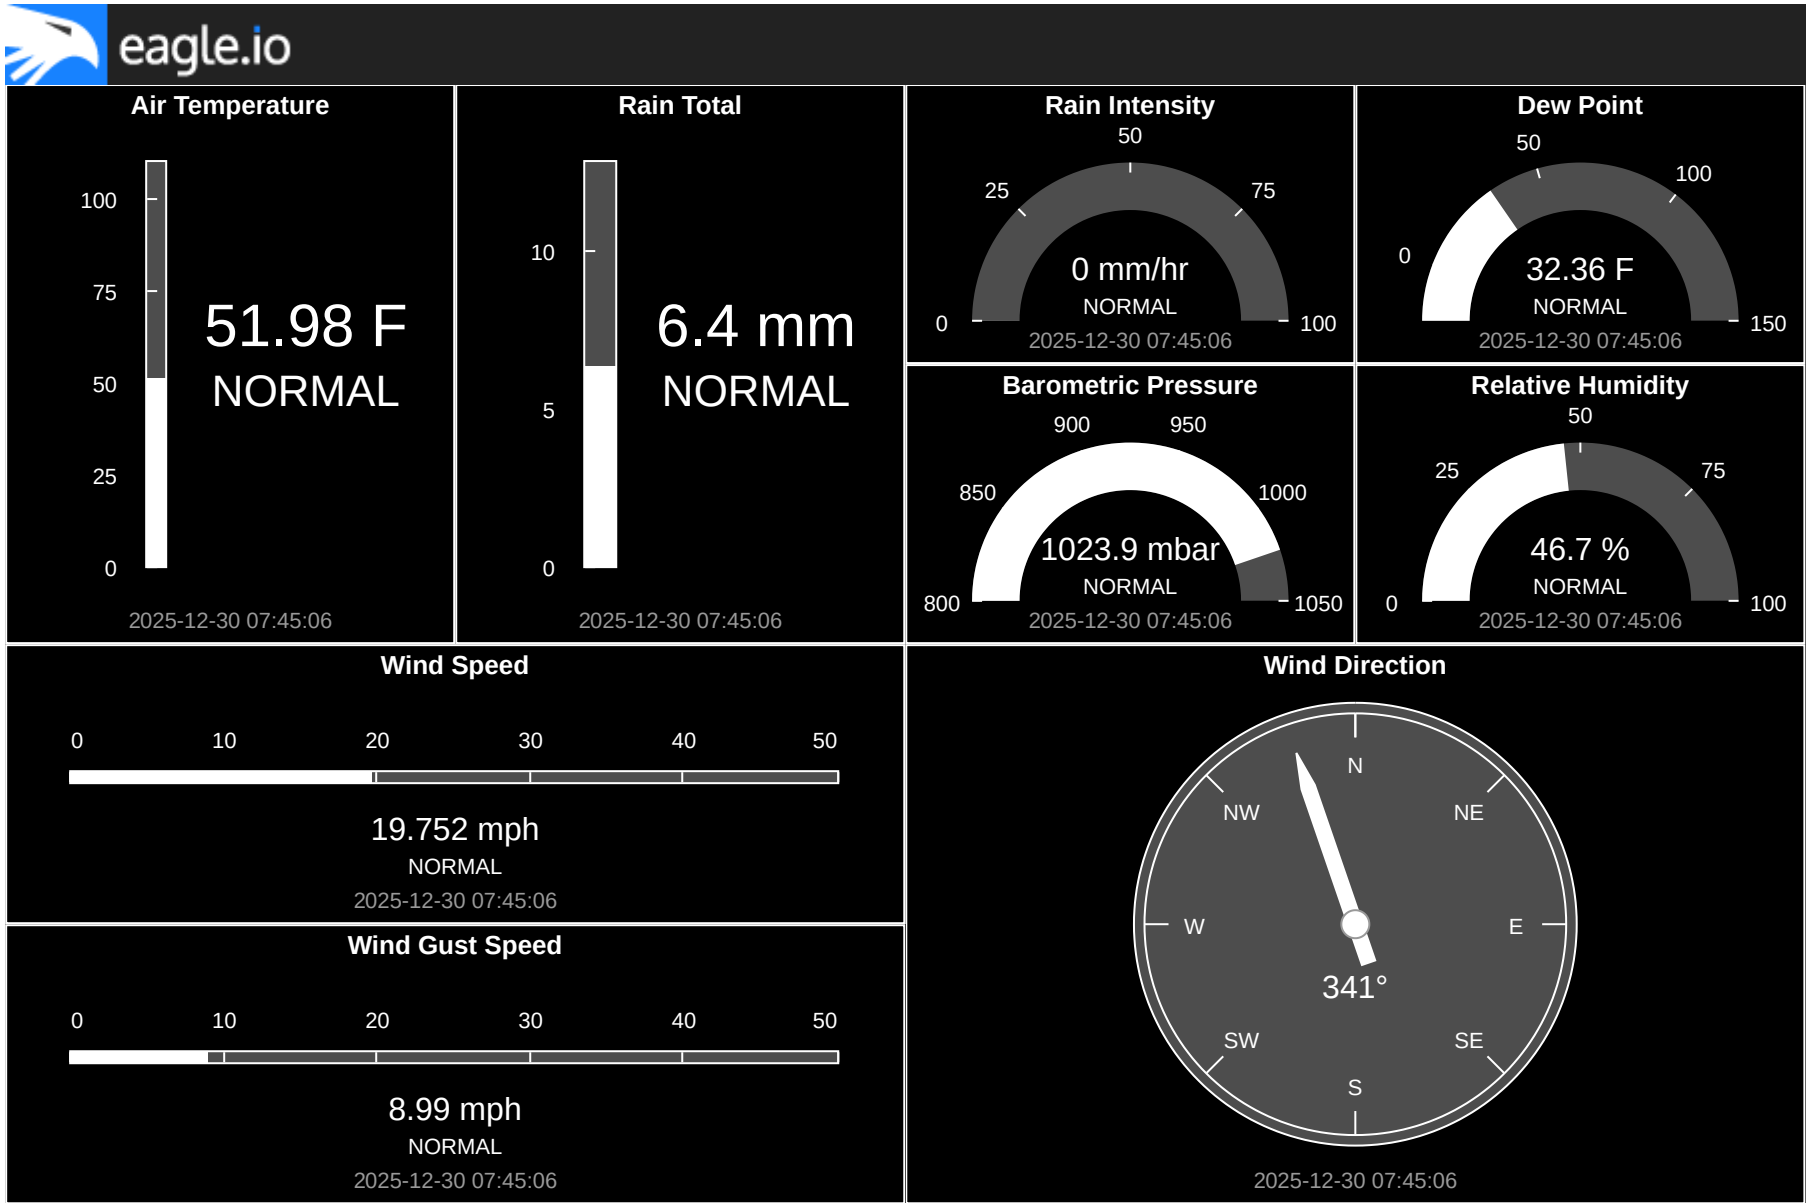 eagle.io
Air Temperature
100
75
50
25
0
51.98 F
NORMAL
2025-12-30 07:45:06
Rain Total
10
5
0
6.4 mm
NORMAL
2025-12-30 07:45:06
Rain Intensity
50
25
75
0
100
0 mm/hr
NORMAL
2025-12-30 07:45:06
Dew Point
50
100
0
150
32.36 F
NORMAL
2025-12-30 07:45:06
Barometric Pressure
900
950
850
1000
800
1050
1023.9 mbar
NORMAL
2025-12-30 07:45:06
Relative Humidity
50
25
75
0
100
46.7 %
NORMAL
2025-12-30 07:45:06
Wind Speed
0 10 20 30 40 50
19.752 mph
NORMAL
2025-12-30 07:45:06
Wind Gust Speed
0 10 20 30 40 50
8.99 mph
NORMAL
2025-12-30 07:45:06
Wind Direction
N
NW NE
W E
341°
SW SE
S
2025-12-30 07:45:06